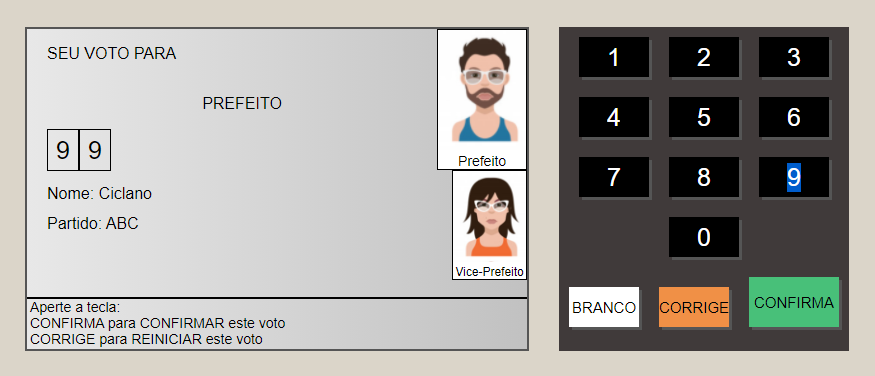 SEU VOTO PARA
PREFEITO
9 9
Nome: Ciclano
Partido: ABC
Prefeito
Vice-Prefeito
Aperte a tecla:
CONFIRMA para CONFIRMAR este voto
CORRIGE para REINICIAR este voto
1 2 3
4 5 6
7 8 9
0
BRANCO CORRIGE CONFIRMA